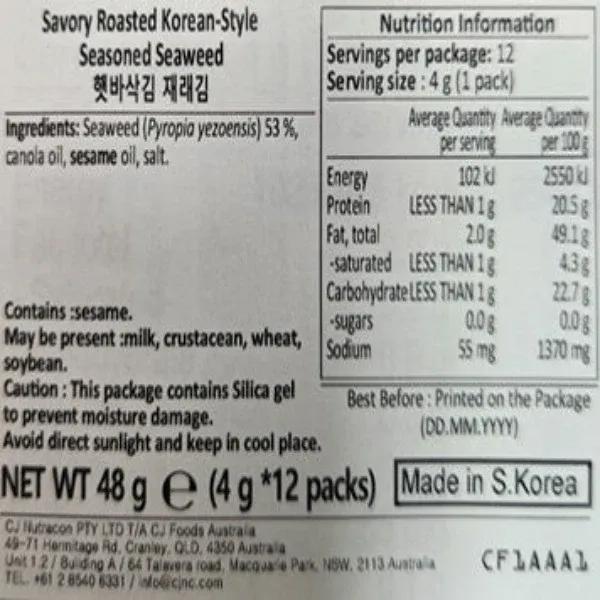 Savory Roasted Korean-Style
Seasoned Seaweed
햇바삭김 재래김
Ingredients: Seaweed (Pyropia yezoensis) 53 %,
canola oil, sesame oil, salt.
Contains :sesame.
May be present :milk, crustacean, wheat,
soybean.
Caution : This package contains Silica gel
to prevent moisture damage.
Avoid direct sunlight and keep in cool place.
Nutrition Information
Servings per package: 12
Serving size : 4 g (1 pack)
Average Quantity Average Quantity
per serving per 100 g
Energy 102 kJ 2550 kJ
Protein LESS THAN 1 g 20.5 g
Fat, total 2.0 g 49.1 g
-saturated LESS THAN 1 g 4.3 g
Carbohydrate LESS THAN 1 g 22.7 g
-sugars 0.0 g 0.0 g
Sodium 55 mg 1370 mg
Best Before : Printed on the Package
(DD.MM.YYYY)
NET WT 48 g e (4 g *12 packs)
Made in S.Korea
CJ Nutracon PTY LTD T/A CJ Foods Australia
49-71 Hermitage Rd, Cranley, QLD, 4350 Australia
Unit 1.2 / Building A / 64 Talavera road, Macquarie Park, NSW, 2113 Australia
TEL. +61 2 8540 6331 / info@cjnc.com
CF1AAA1